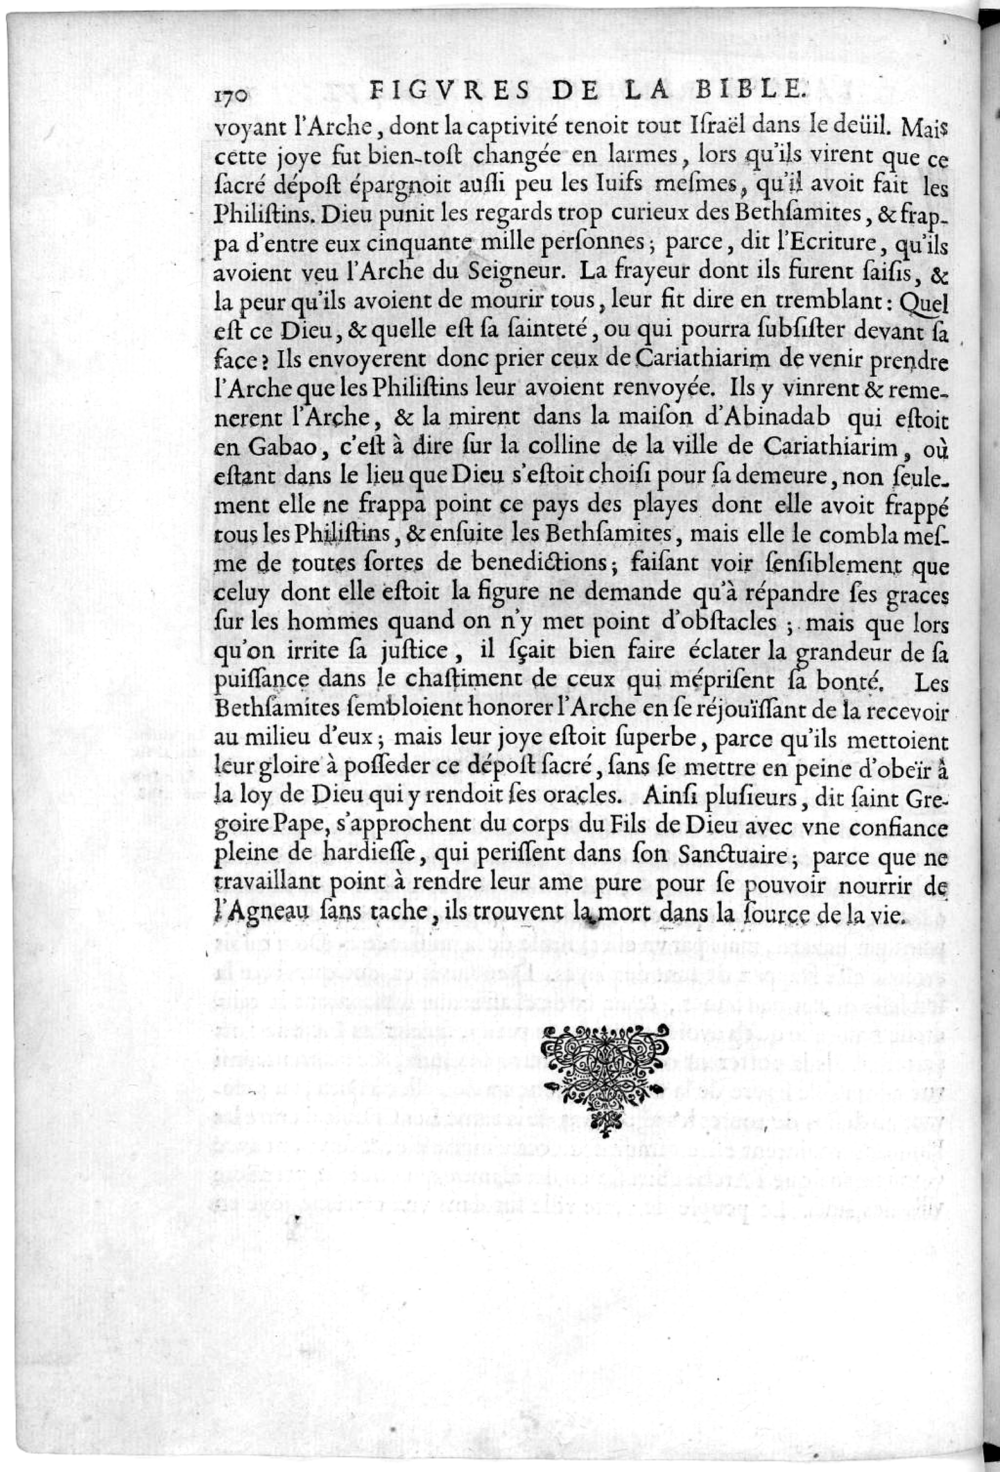 170 FIGVRES DE LA BIBLE.
voyant l'Arche, dont la captivité tenoit tout Iſraël dans le deüil. Mais
cette joye fut bien-toſt changée en larmes, lors qu'ils virent que ce
ſacré dépoſt épargnoit auſſi peu les Iuifs meſmes, qu'il avoit fait les
Philiſtins. Dieu punit les regards trop curieux des Bethſamites, & frap-
pa d'entre eux cinquante mille perſonnes; parce, dit l'Ecriture, qu'ils
avoient veu l'Arche du Seigneur. La frayeur dont ils furent ſaiſis, &
la peur qu'ils avoient de mourir tous, leur fit dire en tremblant: Quel
eſt ce Dieu, & quelle eſt ſa ſainteté, ou qui pourra ſubſiſter devant ſa
face? Ils envoyerent donc prier ceux de Cariathiarim de venir prendre
l'Arche que les Philiſtins leur avoient renvoyée. Ils y vinrent & reme-
nerent l'Arche, & la mirent dans la maiſon d'Abinadab qui eſtoit
en Gabao, c'eſt à dire ſur la colline de la ville de Cariathiarim, où
eſtant dans le lieu que Dieu s'eſtoit choiſi pour ſa demeure, non ſeule-
ment elle ne frappa point ce pays des playes dont elle avoit frappé
tous les Philiſtins, & enſuite les Bethſamites, mais elle le combla meſ-
me de toutes ſortes de benedictions; faiſant voir ſenſiblement que
celuy dont elle eſtoit la figure ne demande qu'à répandre ſes graces
ſur les hommes quand on n'y met point d'obſtacles; mais que lors
qu'on irrite ſa juſtice, il ſçait bien faire éclater la grandeur de ſa
puiſſance dans le chaſtiment de ceux qui mépriſent ſa bonté. Les
Bethſamites ſembloient honorer l'Arche en ſe réjouïſſant de la recevoir
au milieu d'eux; mais leur joye eſtoit ſuperbe, parce qu'ils mettoient
leur gloire à poſſeder ce dépoſt ſacré, ſans ſe mettre en peine d'obeïr à
la loy de Dieu qui y rendoit ſes oracles. Ainſi pluſieurs, dit ſaint Gre-
goire Pape, s'approchent du corps du Fils de Dieu avec vne confiance
pleine de hardieſſe, qui periſſent dans ſon Sanctuaire; parce que ne
travaillant point à rendre leur ame pure pour ſe pouvoir nourrir de
l'Agneau ſans tache, ils trouvent la mort dans la ſource de la vie.